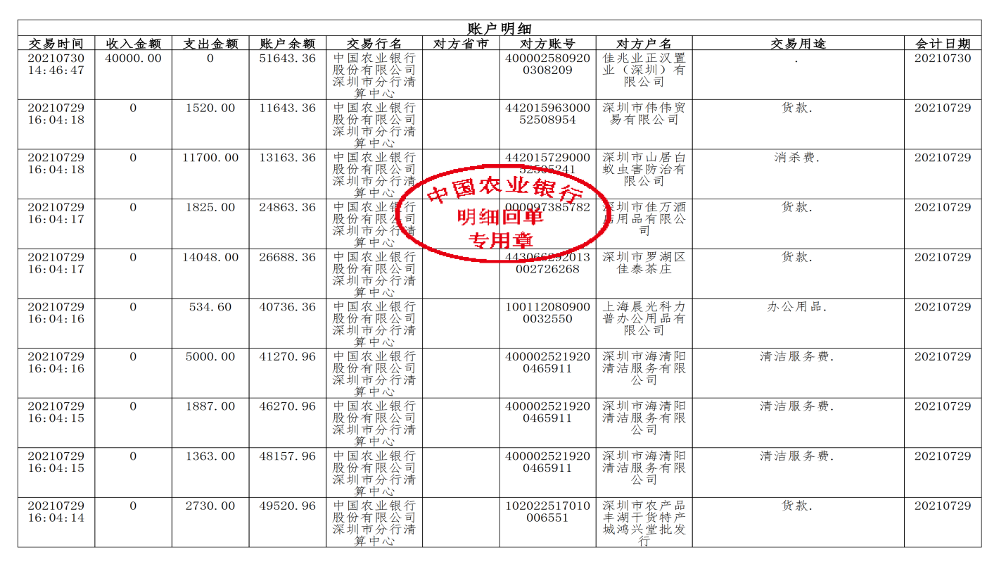 账户明细
交易时间 收入金额 支出金额 账户余额 交易行名 对方省市 对方账号 对方户名 交易用途 会计日期
20210730 40000.00 0 51643.36 中国农业银行 400002580920 佳兆业正汉置 . 20210730
14:46:47 股份有限公司 0308209 业（深圳）有
深圳市分行清 限公司
算中心
20210729 0 1520.00 11643.36 中国农业银行 442015963000 深圳市伟伟贸 货款. 20210729
16:04:18 股份有限公司 52508954 易有限公司
深圳市分行清
算中心
20210729 0 11700.00 13163.36 中国农业银行 442015729000 深圳市山居白 消杀费. 20210729
16:04:18 股份有限公司 52505241 蚁虫害防治有
深圳市分行清 限公司
算中心
中国农业银行
明细回单
专用章
20210729 0 1825.00 24863.36 中国农业银行 000097385782 深圳市佳万酒 货款. 20210729
16:04:17 股份有限公司 店用品有限公
深圳市分行清 司
算中心
20210729 0 14048.00 26688.36 中国农业银行 443066292013 深圳市罗湖区 货款. 20210729
16:04:17 股份有限公司 002726268 佳泰茶庄
深圳市分行清
算中心
20210729 0 534.60 40736.36 中国农业银行 100112080900 上海晨光科力 办公用品. 20210729
16:04:16 股份有限公司 0032550 普办公用品有
深圳市分行清 限公司
算中心
20210729 0 5000.00 41270.96 中国农业银行 400002521920 深圳市海清阳 清洁服务费. 20210729
16:04:16 股份有限公司 0465911 清洁服务有限
深圳市分行清 公司
算中心
20210729 0 1887.00 46270.96 中国农业银行 400002521920 深圳市海清阳 清洁服务费. 20210729
16:04:15 股份有限公司 0465911 清洁服务有限
深圳市分行清 公司
算中心
20210729 0 1363.00 48157.96 中国农业银行 400002521920 深圳市海清阳 清洁服务费. 20210729
16:04:15 股份有限公司 0465911 清洁服务有限
深圳市分行清 公司
算中心
20210729 0 2730.00 49520.96 中国农业银行 102022517010 深圳市农产品 货款. 20210729
16:04:14 股份有限公司 006551 丰湖干货特产
深圳市分行清 城鸿兴堂批发
算中心 行